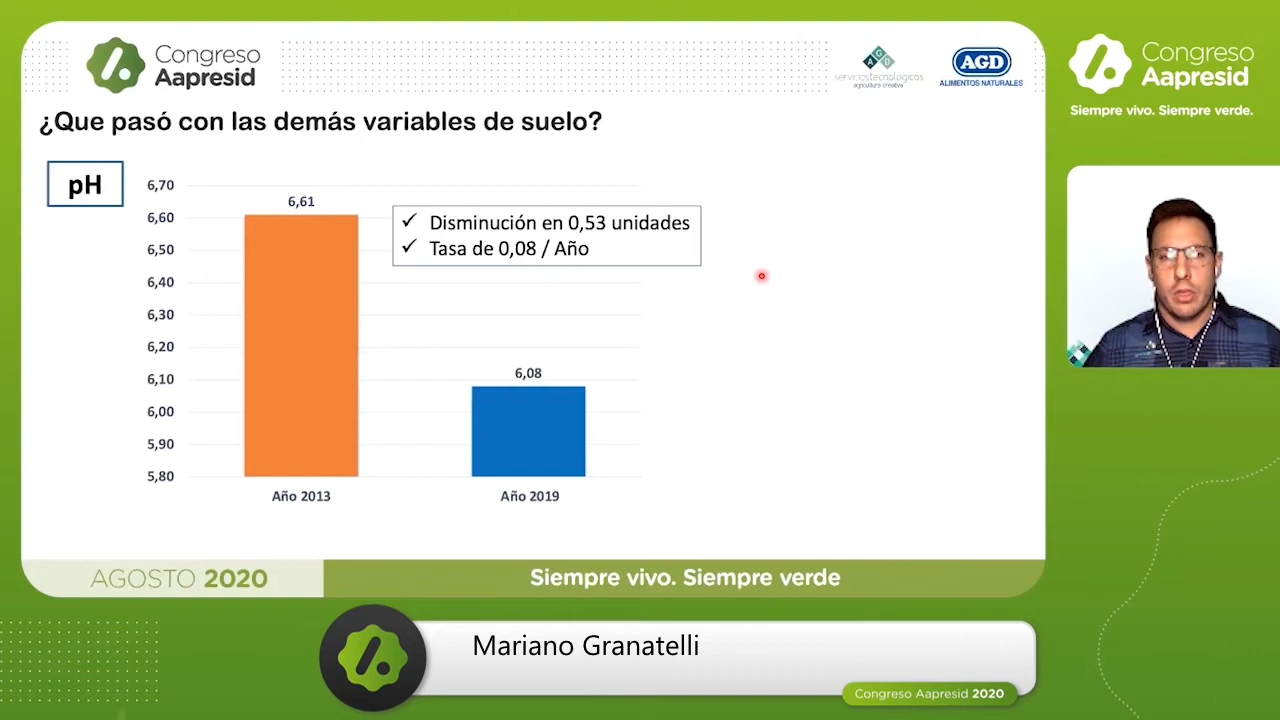 Congreso
Aapresid
serviciostecnológicos
agricultura creativa
AGD
ALIMENTOS NATURALES
Congreso
Aapresid
Siempre vivo. Siempre verde.
¿Que pasó con las demás variables de suelo?
pH
6,70
6,60
6,50
6,40
6,30
6,20
6,10
6,00
5,90
5,80
6,61
6,08
Disminución en 0,53 unidades
Tasa de 0,08 / Año
Año 2013
Año 2019
AGOSTO 2020
Siempre vivo. Siempre verde
Mariano Granatelli
Congreso Aapresid 2020